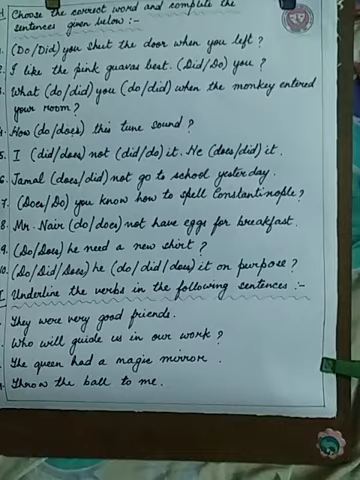 Choose the correct word and complete the
sentences given below :-
(Do/Did) you shut the door when you left ?
I like the pink guavas best. (Did/Do) you ?
What (do/did) you (do/did) when the monkey entered
your room ?
How (do/does) this tune sound ?
5. I (did/does) not (did/do) it. He (does/did) it.
6. Jamal (does/did) not go to school yesterday.
7. (Does/Do) you know how to spell Constantinople ?
8. Mr. Nair (do/does) not have eggs for breakfast.
9. (Do/Does) he need a new shirt ?
10. (Do/Did/Does) he (do/did/does) it on purpose ?
Underline the verbs in the following sentences :-
They were very good friends.
Who will guide us in our work ?
The queen had a magic mirror.
Throw the ball to me.